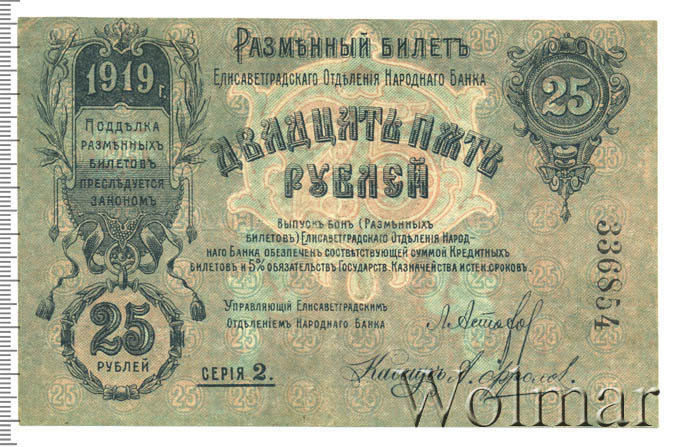 1919 г.
Поддѣлка
размѣнныхъ
билетовъ
преслѣдуется
закономъ
25
рублей
Размѣнный Билетъ
Елисаветградскаго Отдѣленія Народнаго Банка
Двадцать пять
рублей
25
Выпускъ бонъ (размѣнныхъ
билетовъ) Елисаветградскаго Отдѣленія Народ-
наго Банка обезпеченъ соотвѣтствующей суммой Кредитныхъ
билетовъ и 5% обязательствъ Государств. Казначейства истек. сроковъ.
Управляющій Елисаветградскимъ
Отдѣленіемъ Народнаго Банка
Серія 2.
Кассиръ
336854
Wolmar